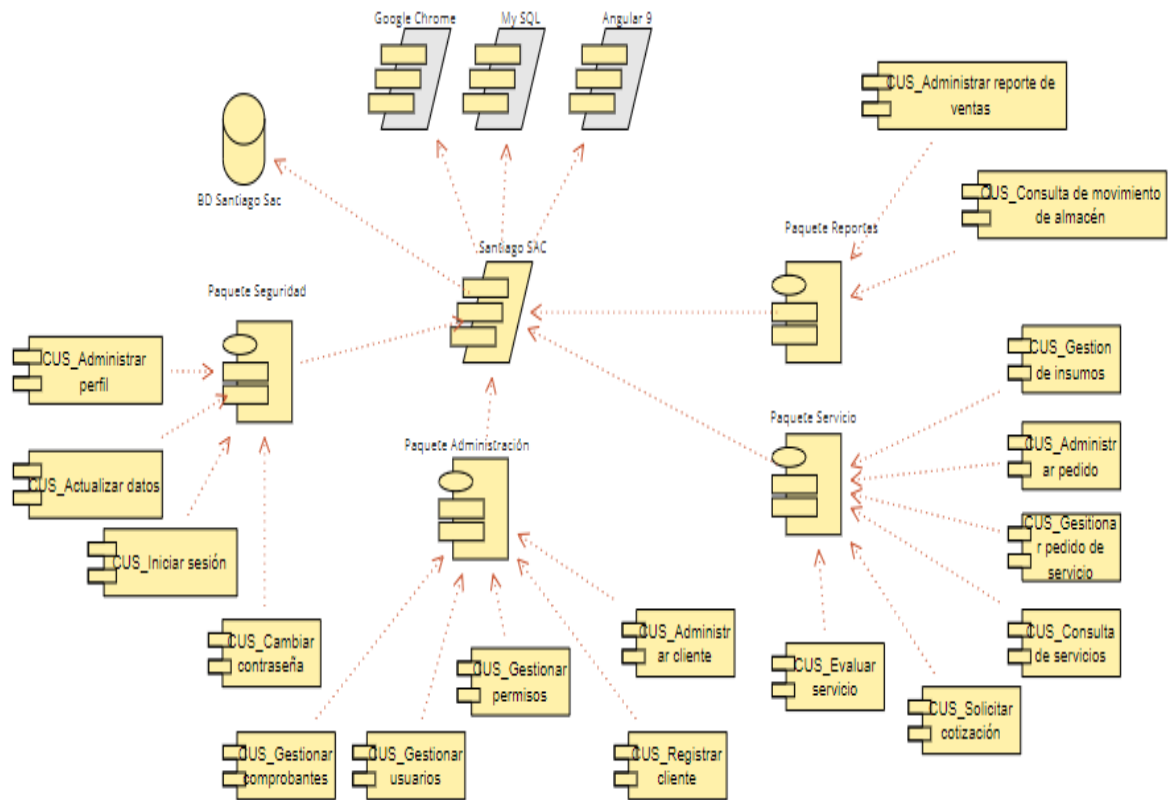 Google Chrome
My SQL
Angular 9
CUS_Administrar reporte de
ventas
BD Santiago Sac
CUS_Consulta de movimiento
de almacén
Paquete Reportes
Santiago SAC
Paquete Seguridad
CUS_Administrar
perfil
CUS_Gestion
de insumos
Paquete Servicio
Paquete Administración
CUS_Administr
ar pedido
CUS_Actualizar datos
CUS_Gesitiona
r pedido de
servicio
CUS_Iniciar sesión
CUS_Cambiar
contraseña
CUS_Administr
ar cliente
CUS_Consulta
de servicios
CUS_Gestionar
permisos
CUS_Evaluar
servicio
CUS_Solicitar
cotización
CUS_Gestionar
comprobantes
CUS_Gestionar
usuarios
CUS_Registrar
cliente